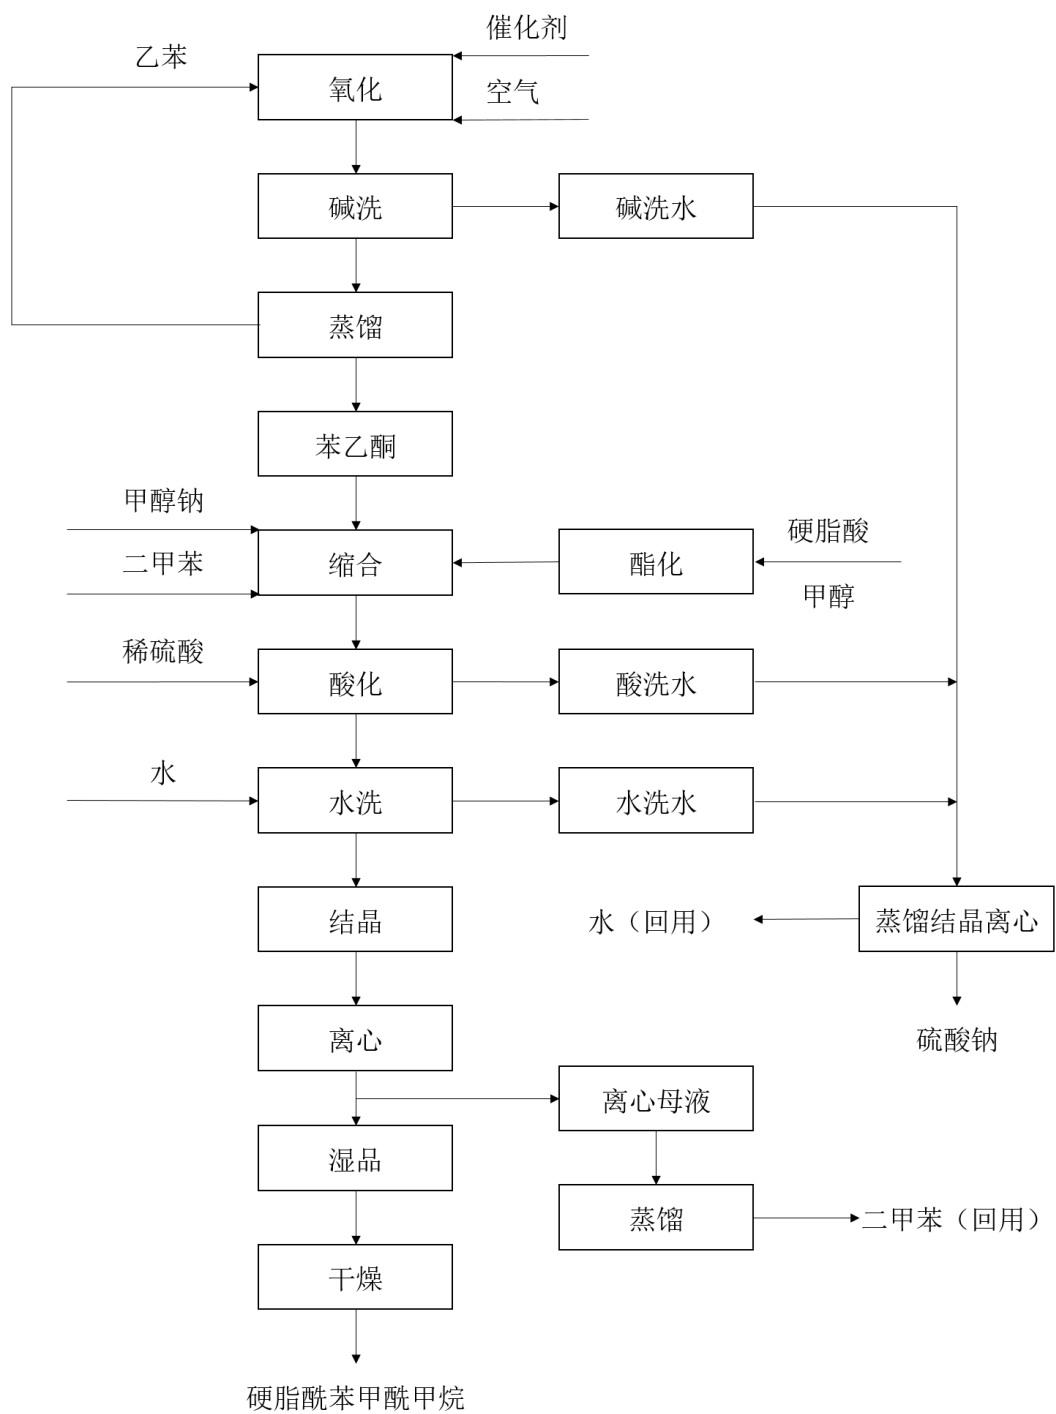 催化剂
乙苯
氧化
空气
碱洗
碱洗水
蒸馏
苯乙酮
甲醇钠
二甲苯
缩合
酯化
硬脂酸
甲醇
稀硫酸
酸化
酸洗水
水
水洗
水洗水
结晶
水（回用）
蒸馏结晶离心
离心
硫酸钠
离心母液
湿品
蒸馏
二甲苯（回用）
干燥
硬脂酰苯甲酰甲烷